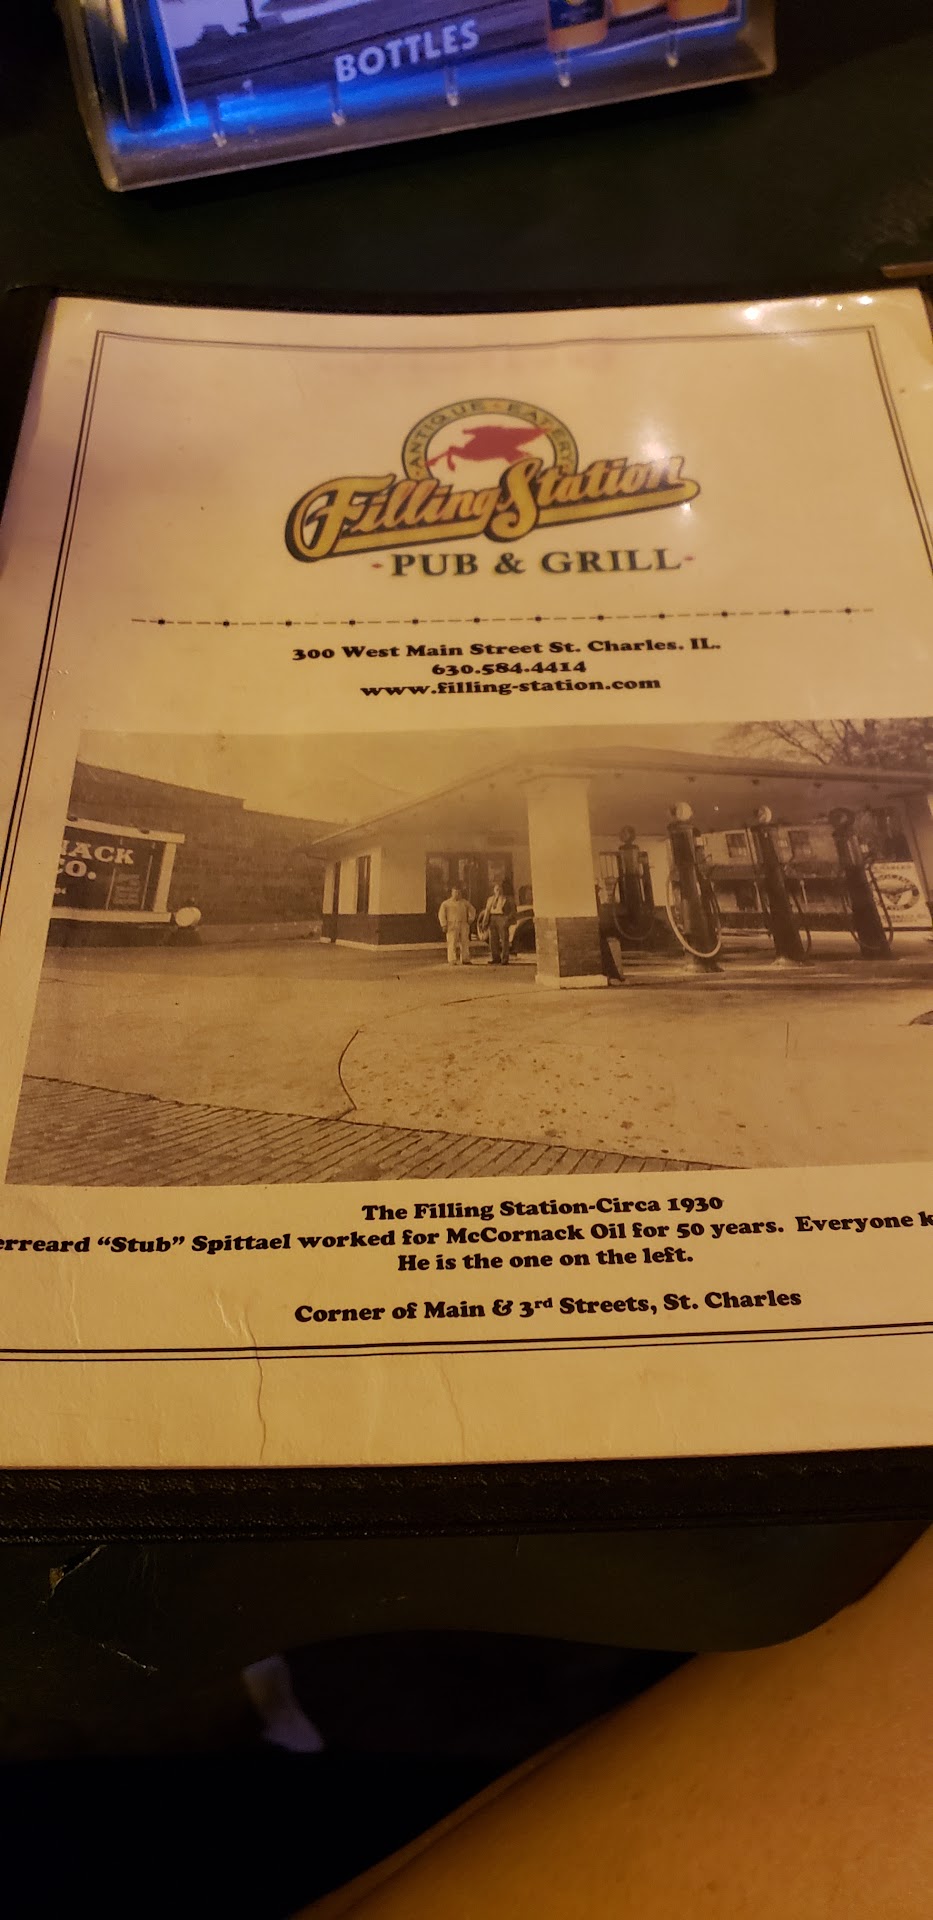 BOTTLES
ANTIQUE • EATERY
Filling Station
·PUB & GRILL·
300 West Main Street St. Charles. IL.
630.584.4414
www.filling-station.com
CO.
The Filling Station-Circa 1930
"Stub" Spittael worked for McCornack Oil for 50 years. Everyone
He is the one on the left.
Corner of Main & 3rd Streets, St. Charles